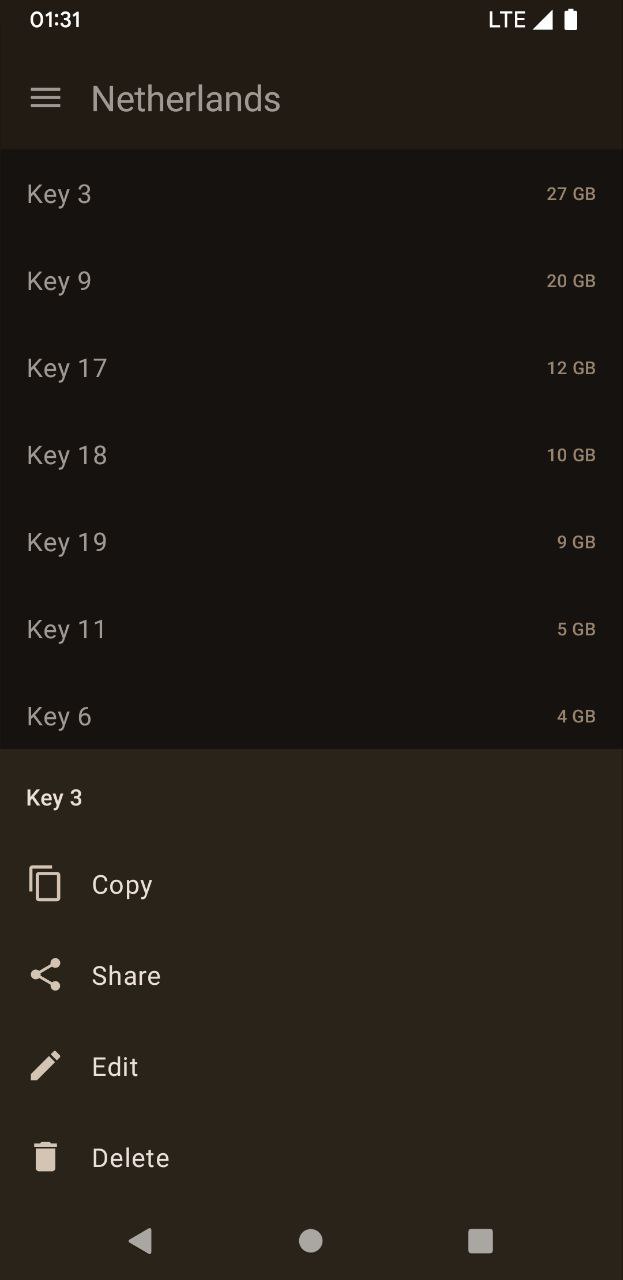 01:31 LTE
Netherlands
Key 3 27 GB
Key 9 20 GB
Key 17 12 GB
Key 18 10 GB
Key 19 9 GB
Key 11 5 GB
Key 6 4 GB
Key 3
Copy
Share
Edit
Delete